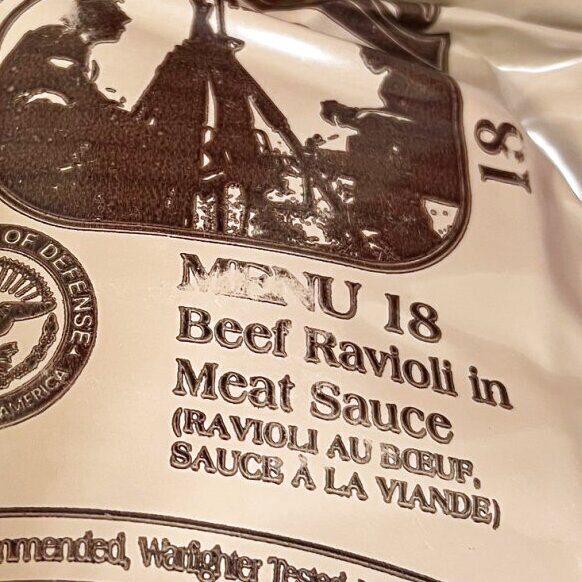 18
OF DEFENSE
AMERICA
MENU 18
Beef Ravioli in
Meat Sauce
(RAVIOLI AU BŒUF,
SAUCE À LA VIANDE)
Warfighter Tested,